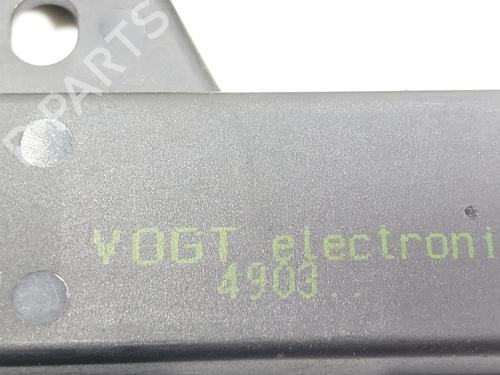 D-PARTS
VOGT electroni
4903